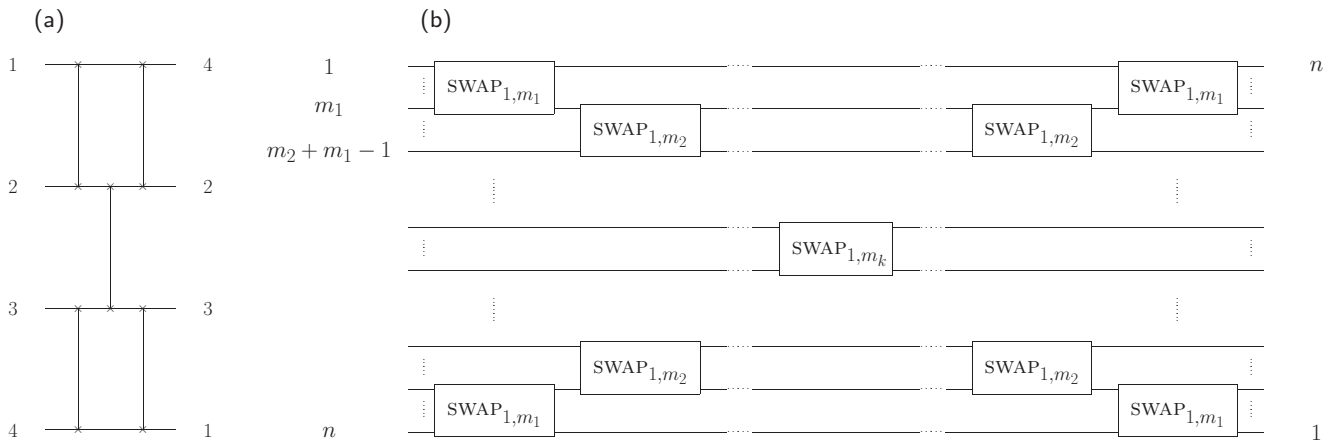 (a)
(b)
1 4
2 2
3 3
4 1
1
m₁
m₂ + m₁ − 1
n
SWAP₁,ₘ₁ SWAP₁,ₘ₁
SWAP₁,ₘ₂ SWAP₁,ₘ₂
SWAP₁,ₘₖ
SWAP₁,ₘ₂ SWAP₁,ₘ₂
SWAP₁,ₘ₁ SWAP₁,ₘ₁
n
1